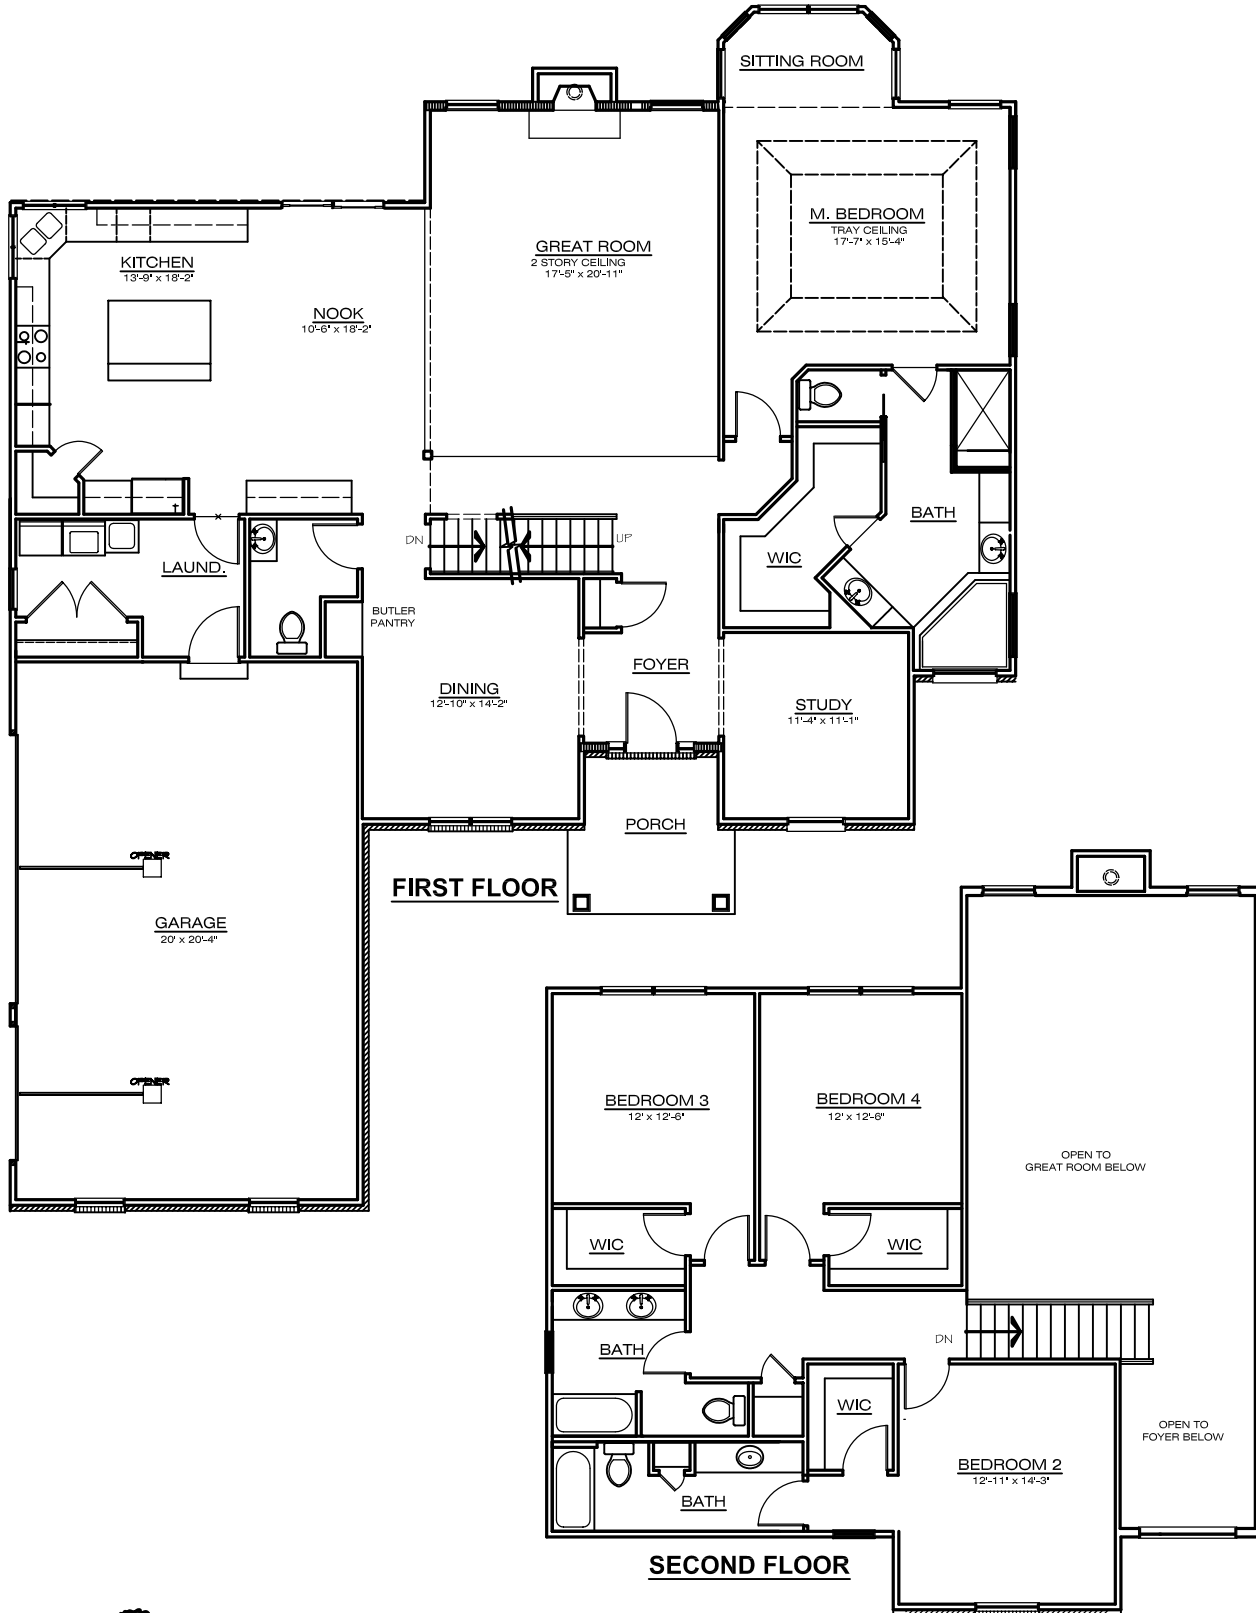 SITTING ROOM
M. BEDROOM
TRAY CEILING
17'-7" x 15'-4"
GREAT ROOM
2 STORY CEILING
17'-5" x 20'-11"
KITCHEN
13'-9" x 18'-2"
NOOK
10'-6" x 18'-2"
BATH
DN
UP
WIC
LAUND.
BUTLER
PANTRY
FOYER
DINING
12'-10" x 14'-2"
STUDY
11'-4" x 11'-1"
PORCH
OPENER
FIRST FLOOR
GARAGE
20' x 20'-4"
OPENER
BEDROOM 3
12' x 12'-6"
BEDROOM 4
12' x 12'-6"
OPEN TO
GREAT ROOM BELOW
WIC
WIC
DN
BATH
WIC
OPEN TO
FOYER BELOW
BEDROOM 2
12'-11" x 14'-3"
BATH
SECOND FLOOR